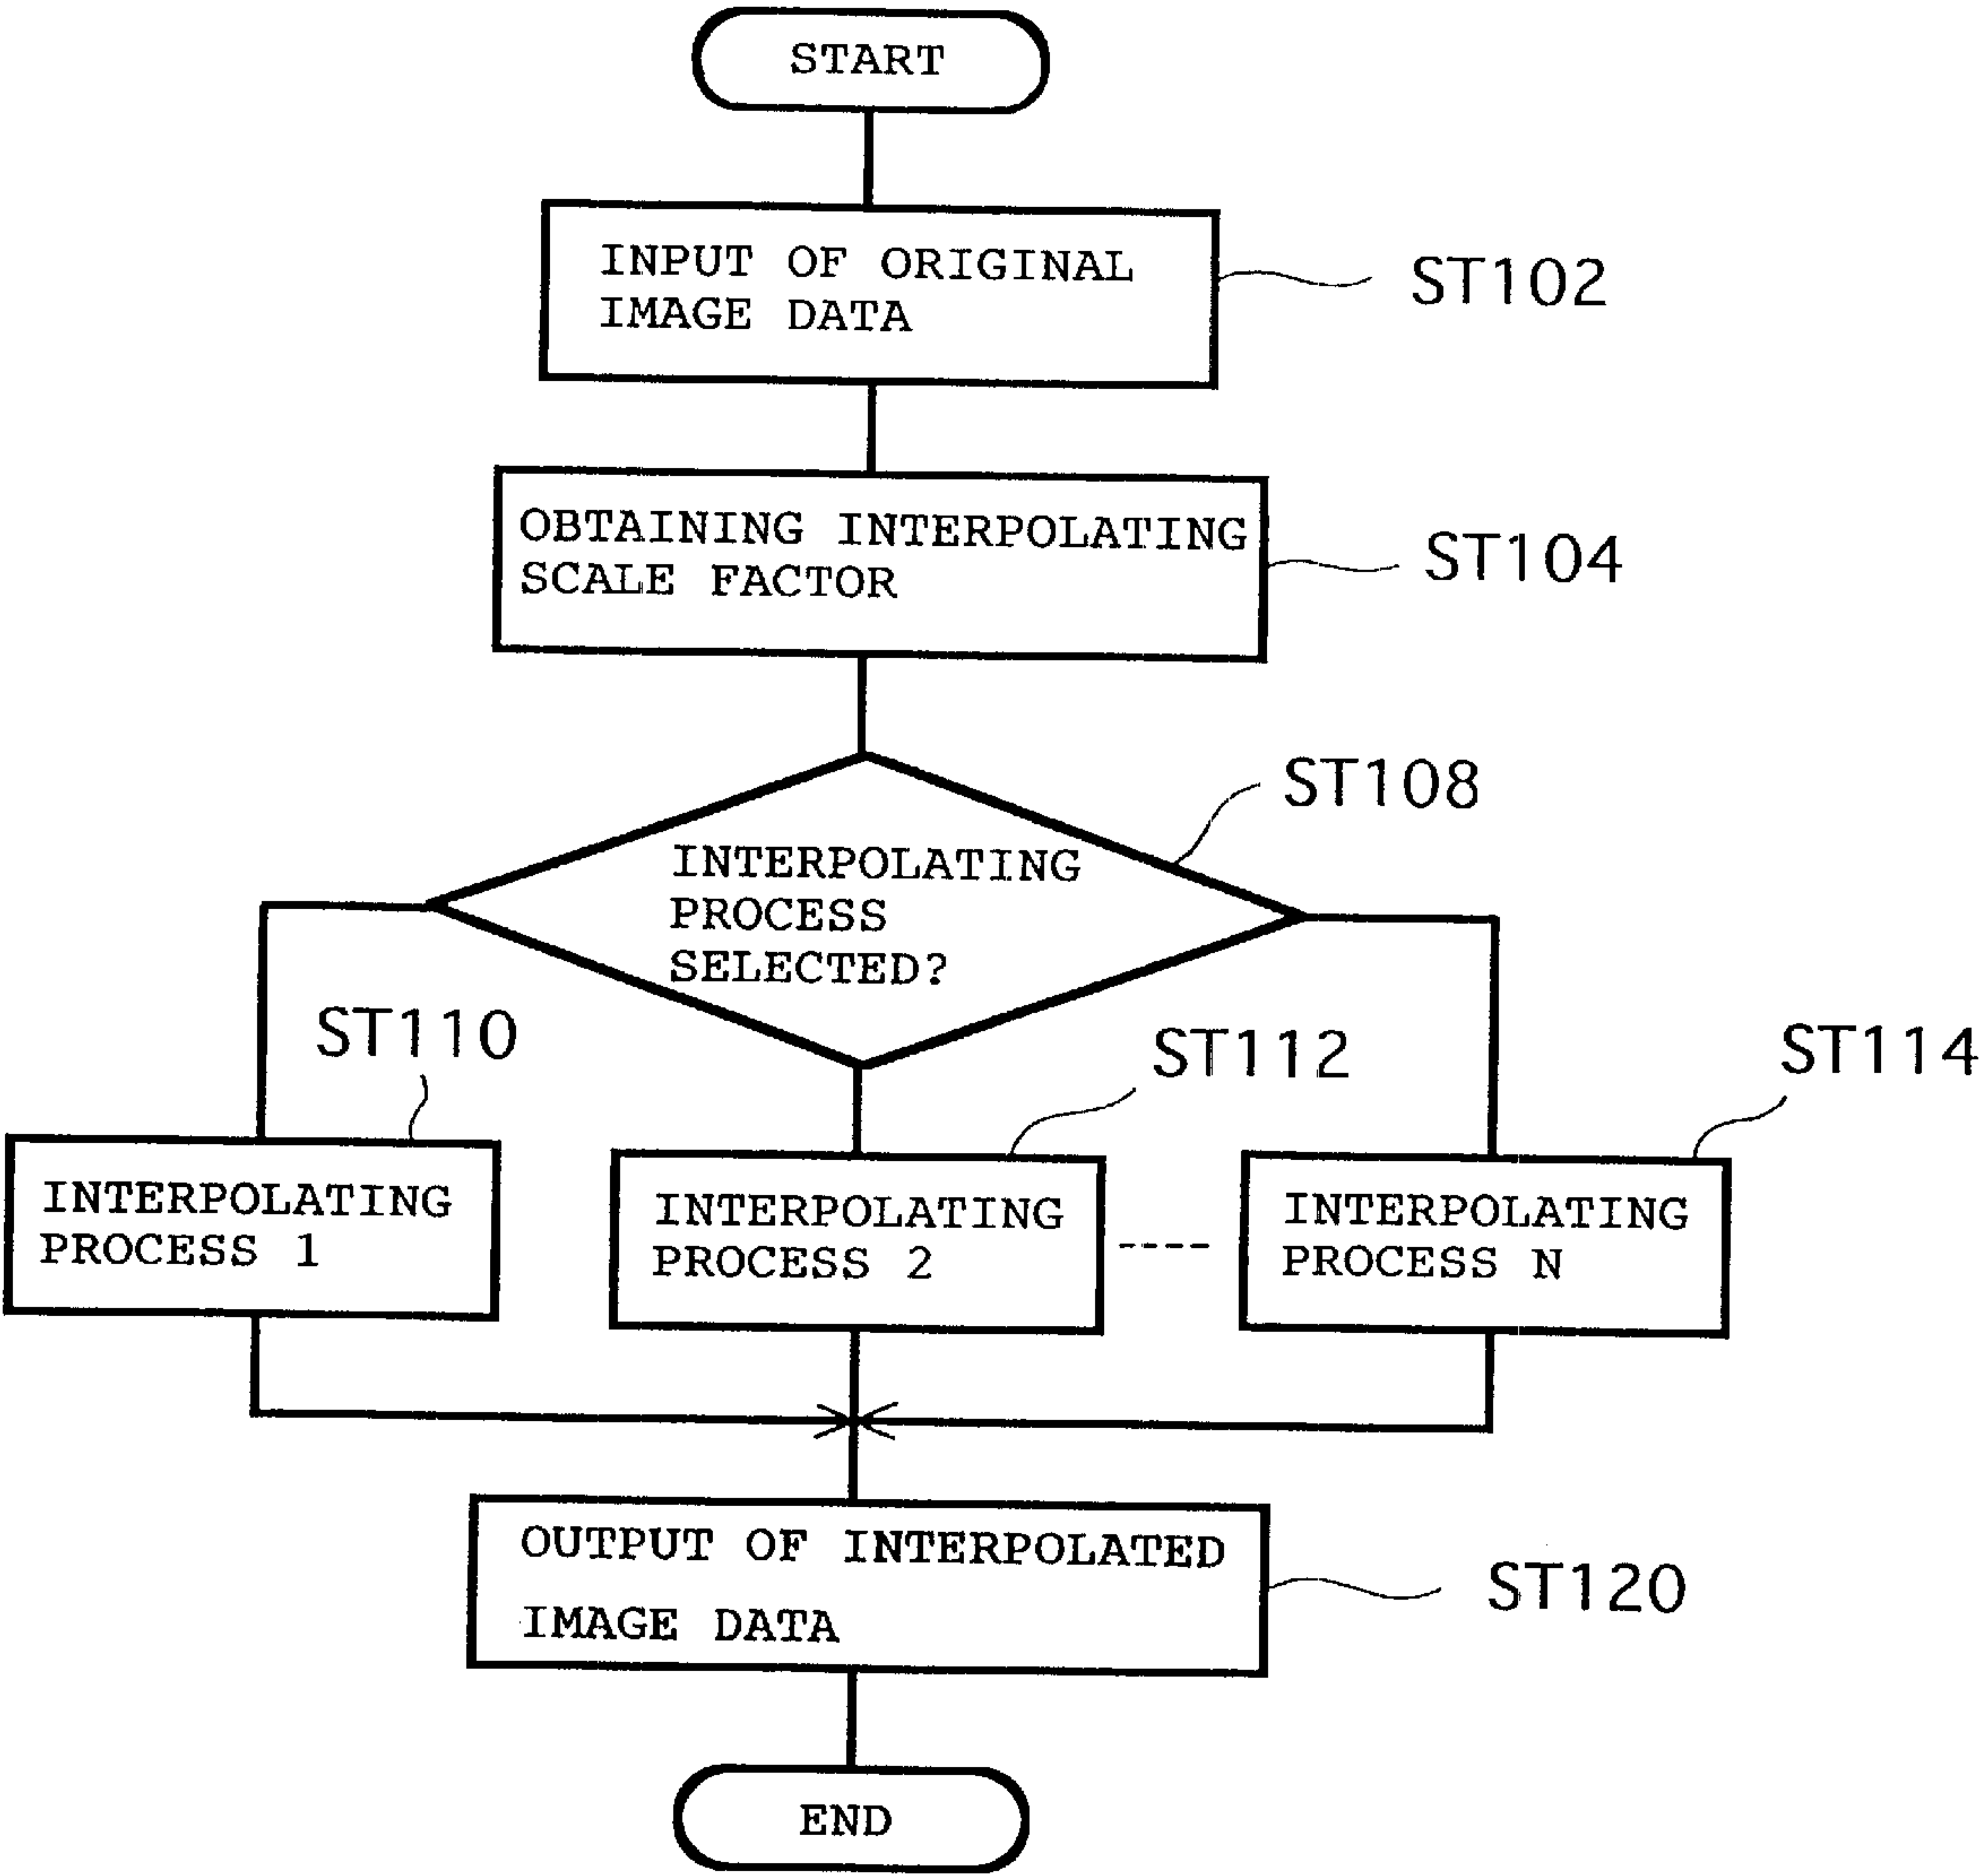 START
INPUT OF ORIGINAL
IMAGE DATA
ST102
OBTAINING INTERPOLATING
SCALE FACTOR
ST104
ST108
INTERPOLATING
PROCESS
SELECTED?
ST110
ST112
ST114
INTERPOLATING
PROCESS 1
INTERPOLATING
PROCESS 2
INTERPOLATING
PROCESS N
OUTPUT OF INTERPOLATED
IMAGE DATA
ST120
END